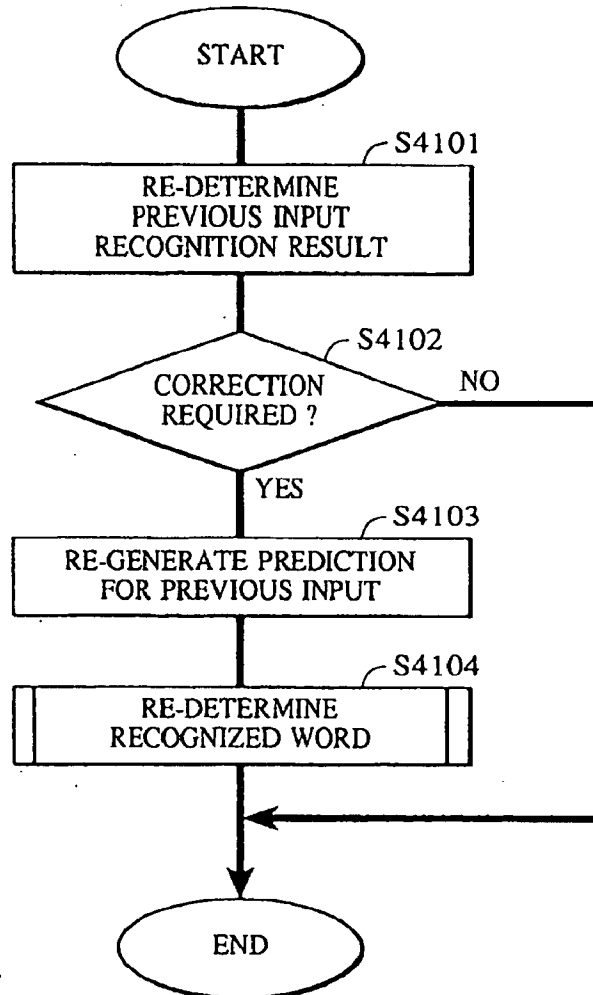 START
S4101
RE-DETERMINE
PREVIOUS INPUT
RECOGNITION RESULT
S4102
CORRECTION
REQUIRED ?
NO
YES
S4103
RE-GENERATE PREDICTION
FOR PREVIOUS INPUT
S4104
RE-DETERMINE
RECOGNIZED WORD
END